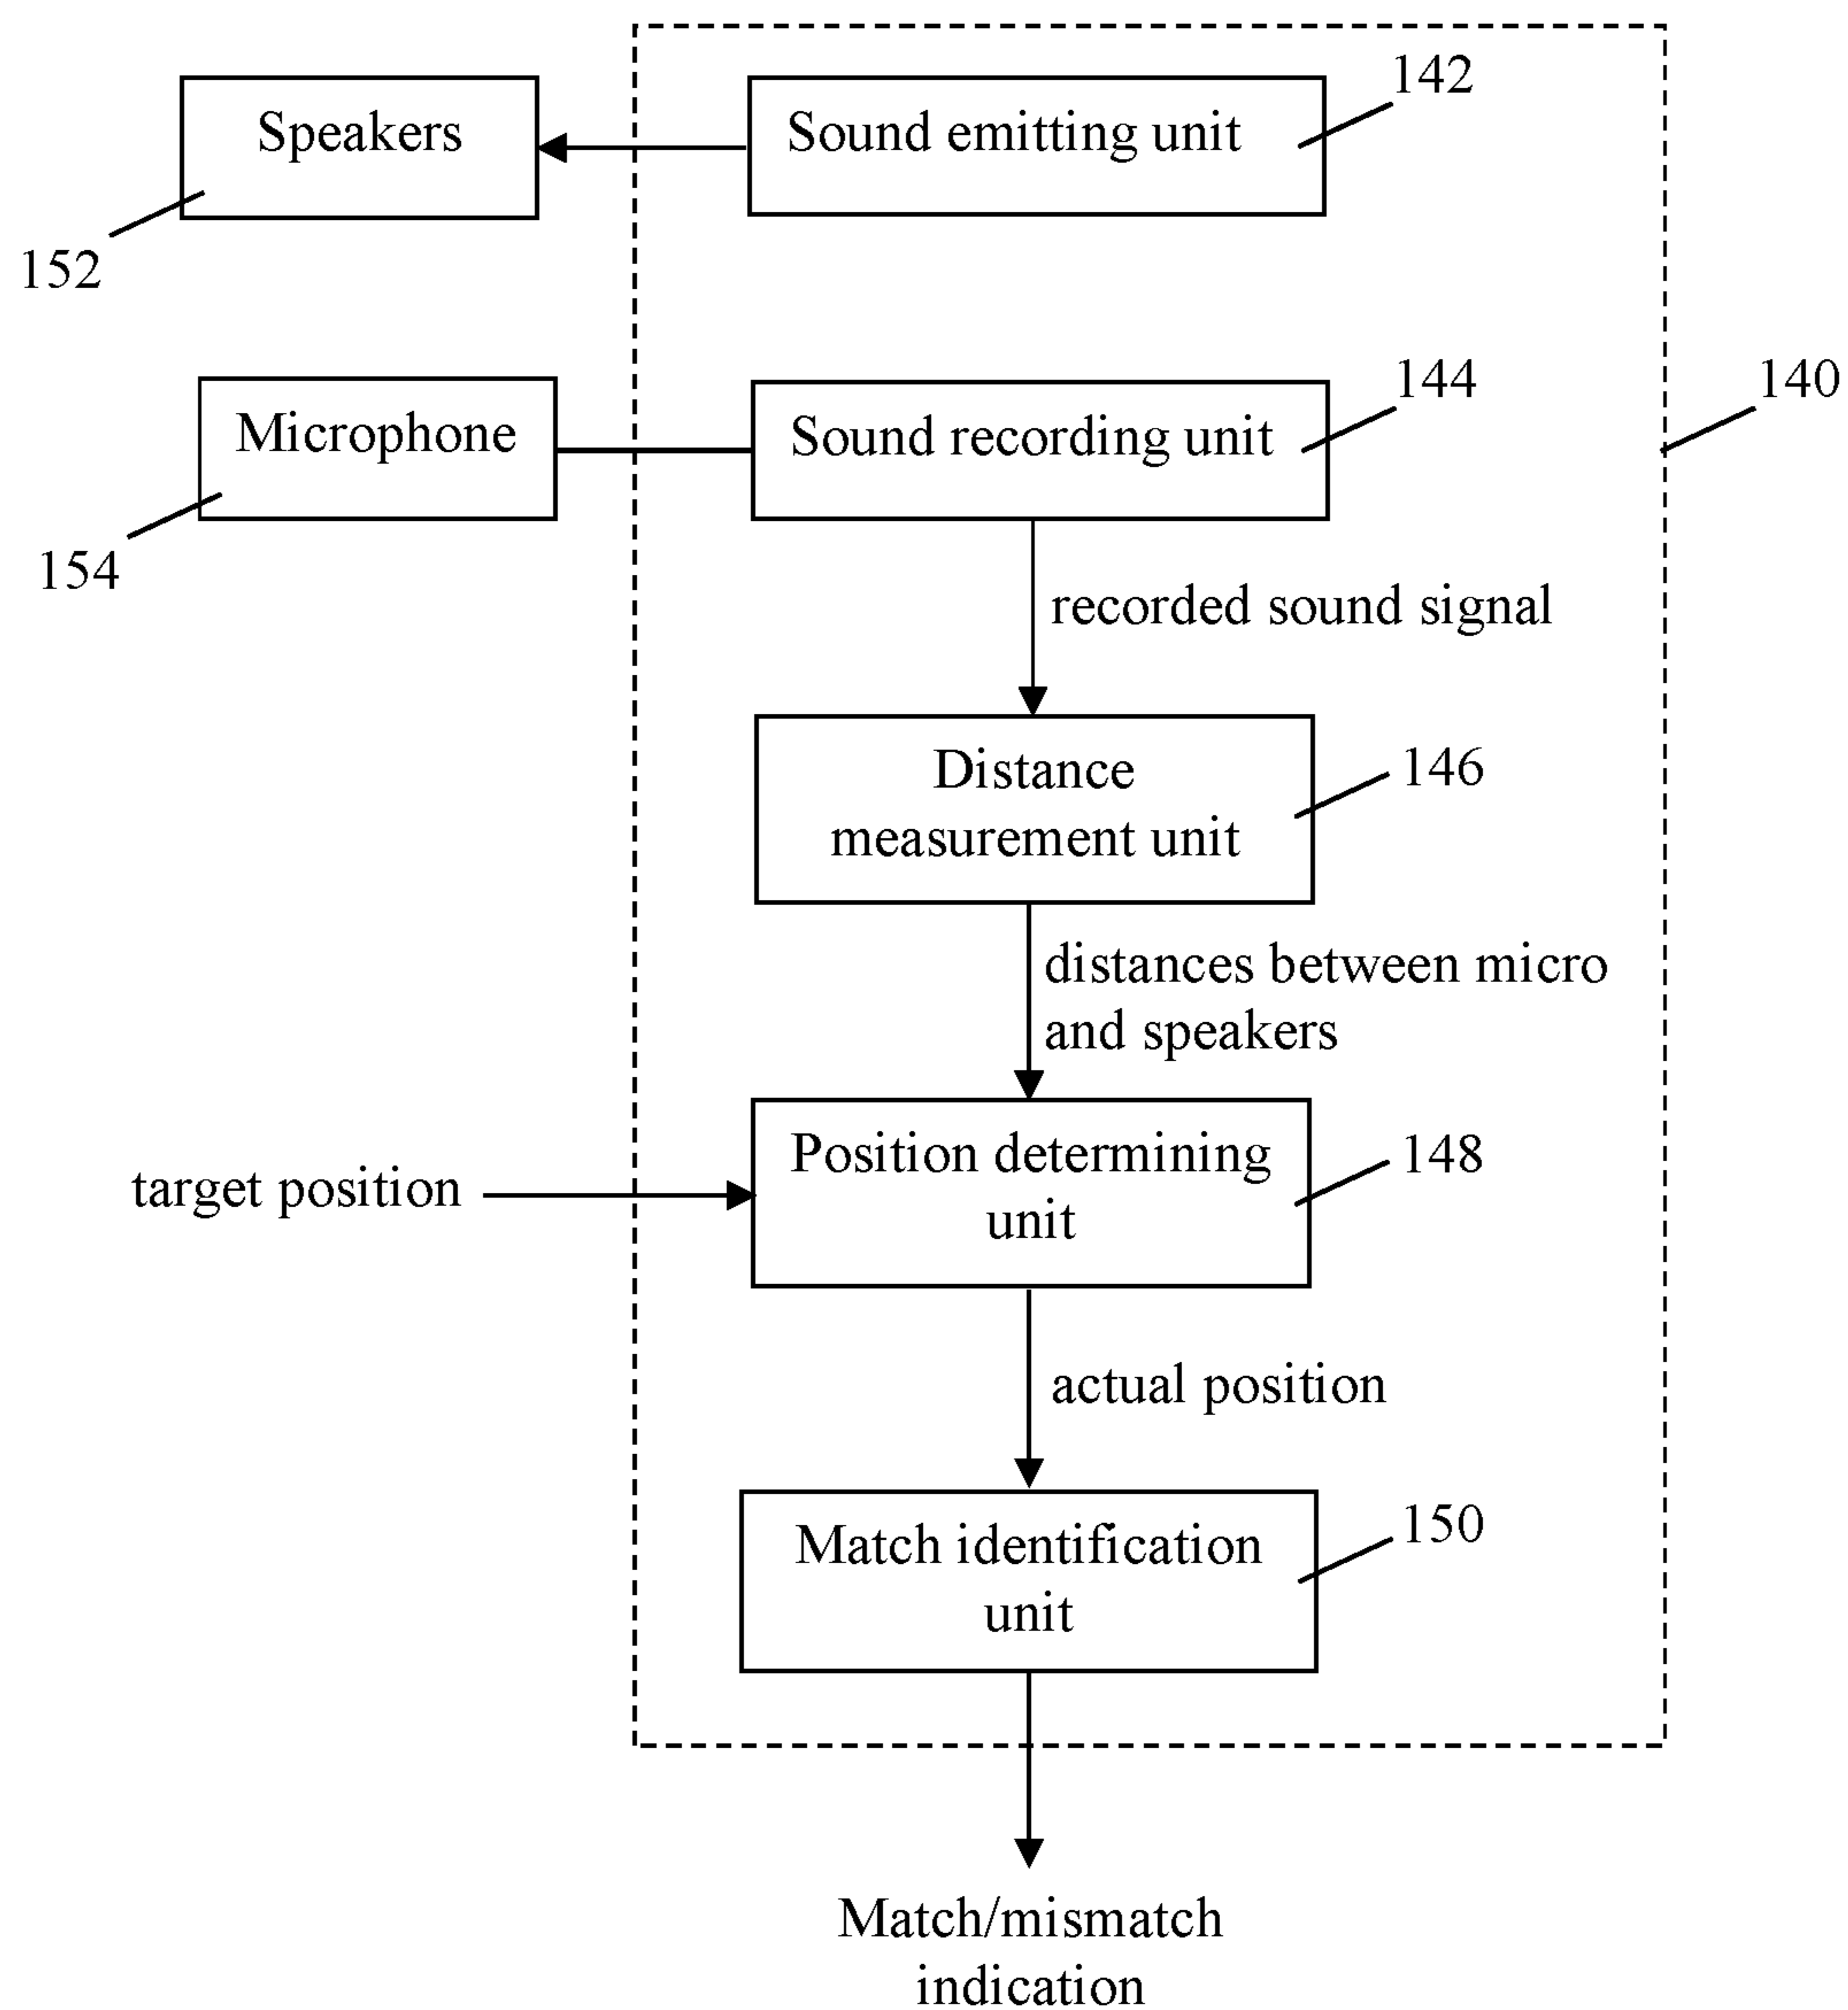 142
Speakers
Sound emitting unit
152
144
140
Microphone
Sound recording unit
154
recorded sound signal
Distance
measurement unit
146
distances between micro
and speakers
Position determining
unit
148
target position
actual position
Match identification
unit
150
Match/mismatch
indication